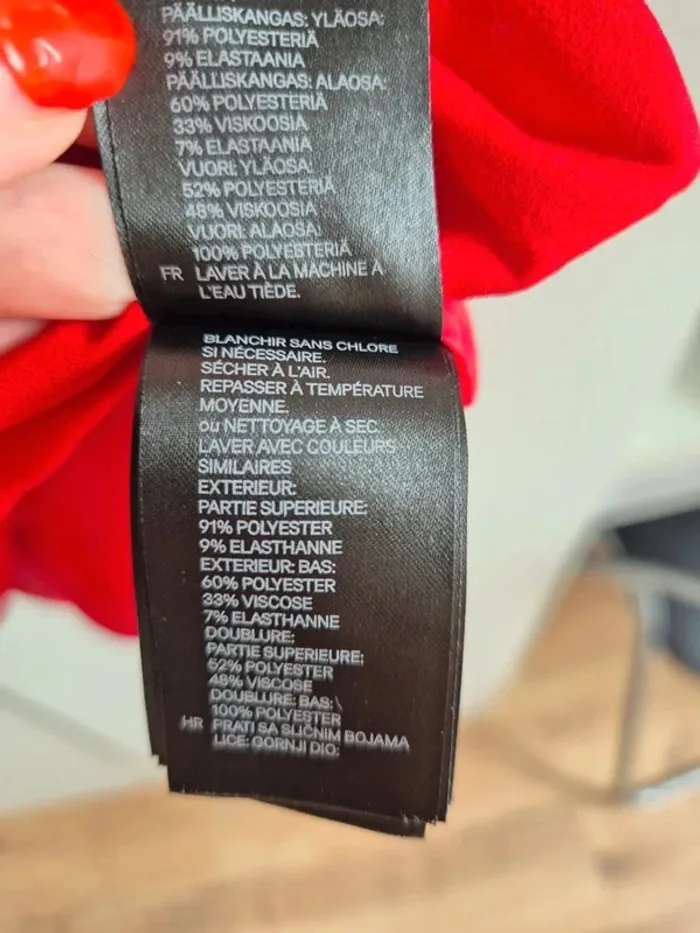 PÄÄLLISKANGAS: YLÄOSA:
91% POLYESTERIÄ
9% ELASTAANIA
PÄÄLLISKANGAS: ALAOSA:
60% POLYESTERIÄ
33% VISKOOSIA
7% ELASTAANIA
VUORI: YLÄOSA:
52% POLYESTERIÄ
48% VISKOOSIA
VUORI: ALAOSA:
100% POLYESTERIÄ
FR LAVER À LA MACHINE À
L'EAU TIÈDE.
BLANCHIR SANS CHLORE
SI NÉCESSAIRE.
SÉCHER À L'AIR.
REPASSER À TEMPÉRATURE
MOYENNE.
ou NETTOYAGE À SEC.
LAVER AVEC COULEURS
SIMILAIRES
EXTERIEUR:
PARTIE SUPERIEURE:
91% POLYESTER
9% ELASTHANNE
EXTERIEUR: BAS:
60% POLYESTER
33% VISCOSE
7% ELASTHANNE
DOUBLURE:
PARTIE SUPERIEURE:
52% POLYESTER
48% VISCOSE
DOUBLURE: BAS:\
100% POLYESTER
HR PRATI SA SLIČNIM BOJAMA
LICE: GORNJI DIO: